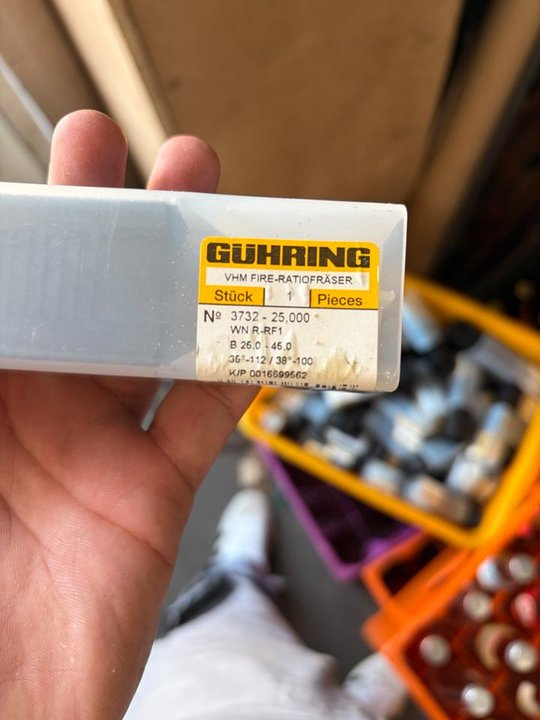 GÜHRING
VHM FIRE-RATIOFRÄSER
Stück 1 Pieces
Nº 3732 - 25,000
WN R-RF1
B 25.0 - 45.0
35°-112 / 38°-100
K/P 0016699562